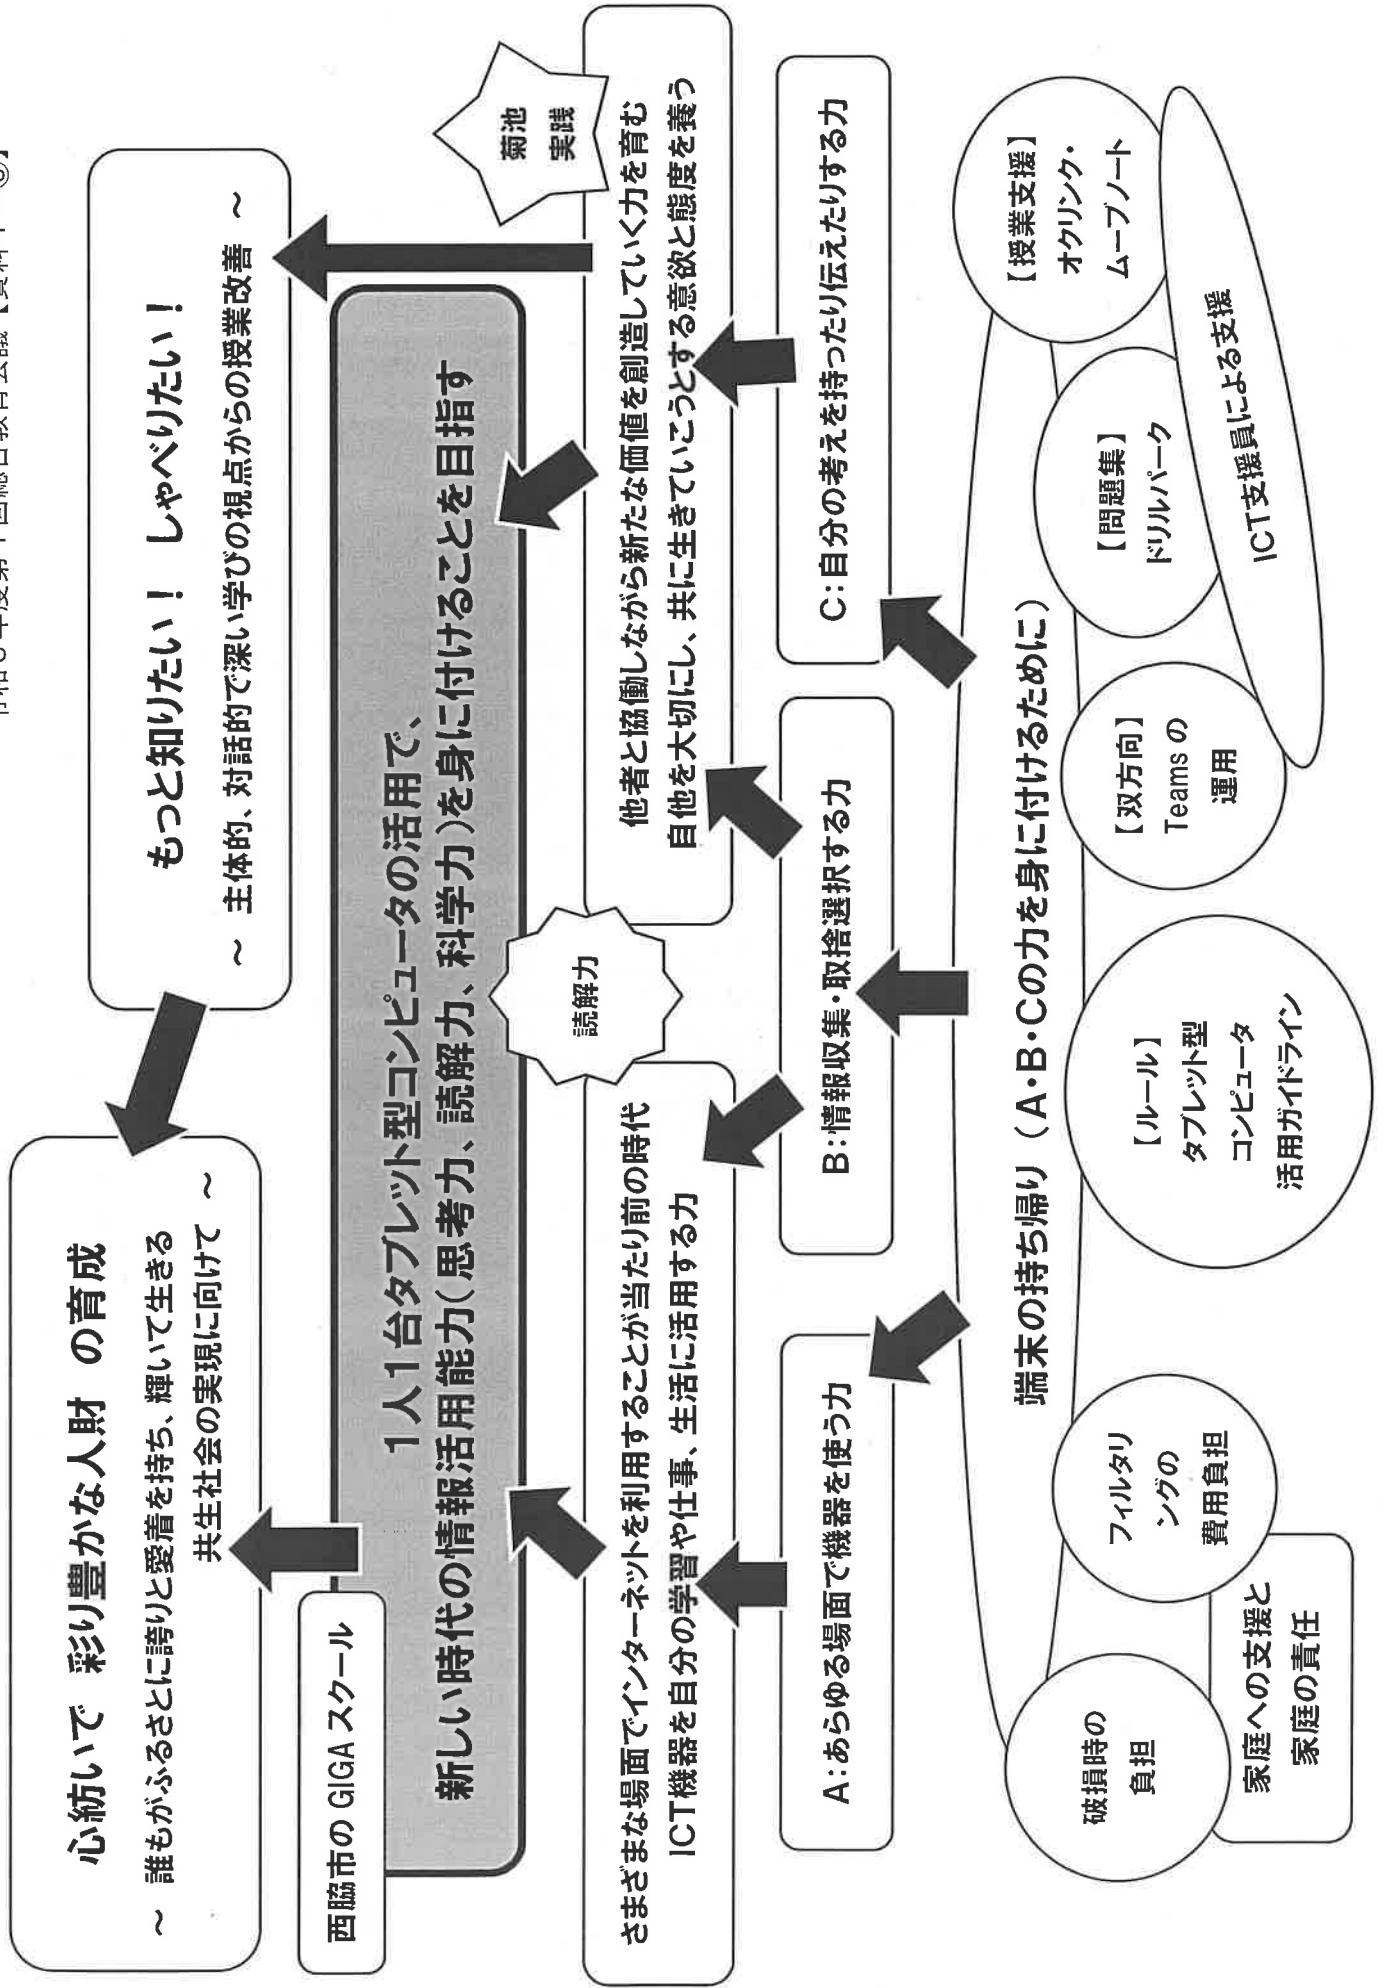 心紡いで 彩り豊かな人財 の育成
～ 誰もがふるさとに誇りと愛着を持ち、輝いて生きる
共生社会の実現に向けて ～
もっと知りたい！ しゃべりたい！
～ 主体的、対話的で深い学びの視点からの授業改善 ～
西脇市の GIGA スクール
1人1台タブレット型コンピュータの活用で、
新しい時代の情報活用能力(思考力、読解力、科学力)を身に付けることを目指す
菊池
実践
読解力
さまざまな場面でインターネットを利用することが当たり前の時代
ICT機器を自分の学習や仕事、生活に活用する力
他者と協働しながら新たな価値を創造していく力を育む
自他を大切にし、共に生きていこうとする意欲と態度を養う
A:あらゆる場面で機器を使う力
B:情報収集・取捨選択する力
C:自分の考えを持ったり伝えたりする力
端末の持ち帰り（A・B・Cの力を身に付けるために）
破損時の
負担
フィルタリ
ングの
費用負担
家庭への支援と
家庭の責任
【ルール】
タブレット型
コンピュータ
活用ガイドライン
【双方向】
Teams の
運用
【問題集】
ドリルパーク
【授業支援】
オクリンク・
ムーブノート
ICT支援員による支援